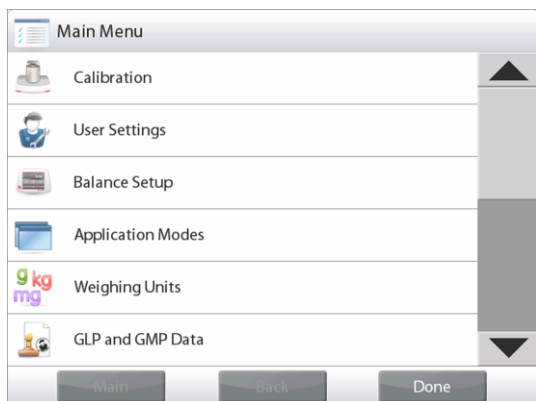 Main Menu
Calibration
User Settings
Balance Setup
Application Modes
g kg
mg
Weighing Units
GLP and GMP Data
Main Back Done